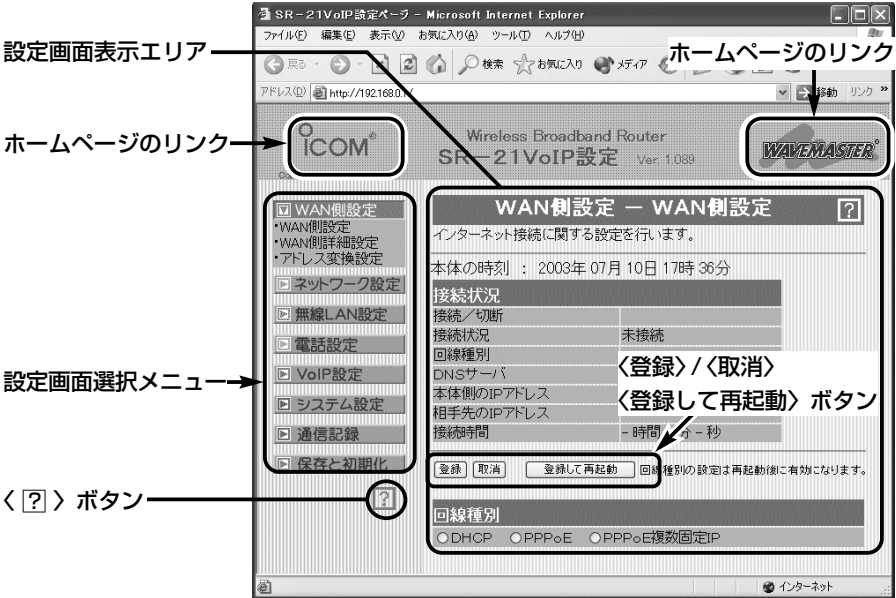 SR-21VoIP設定ページ - Microsoft Internet Explorer
ファイル(F) 編集(E) 表示(V) お気に入り(A) ツール(T) ヘルプ(H)
戻る 検索 お気に入り メディア
アドレス(D) http://192.168.0.1/ 移動 リンク
設定画面表示エリア
ホームページのリンク
ホームページのリンク
ICOM®
Wireless Broadband Router
SR-21VoIP設定 Ver. 1.089
WAVEMASTER®
WAN側設定
・WAN側設定
・WAN側詳細設定
・アドレス変換設定
ネットワーク設定
無線LAN設定
電話設定
VoIP設定
システム設定
通信記録
保存と初期化
?
設定画面選択メニュー
〈?〉ボタン
WAN側設定 - WAN側設定 ?
インターネット接続に関する設定を行います。
本体の時刻 : 2003年 07月 10日 17時 36分
接続状況
接続/切断
接続状況 未接続
回線種別
DNSサーバ
本体側のIPアドレス
相手先のIPアドレス
接続時間 - 時間 分 - 秒
〈登録〉/〈取消〉
〈登録して再起動〉ボタン
登録 取消 登録して再起動 回線種別の設定は再起動後に有効になります。
回線種別
DHCP PPPoE PPPoE複数固定IP
インターネット